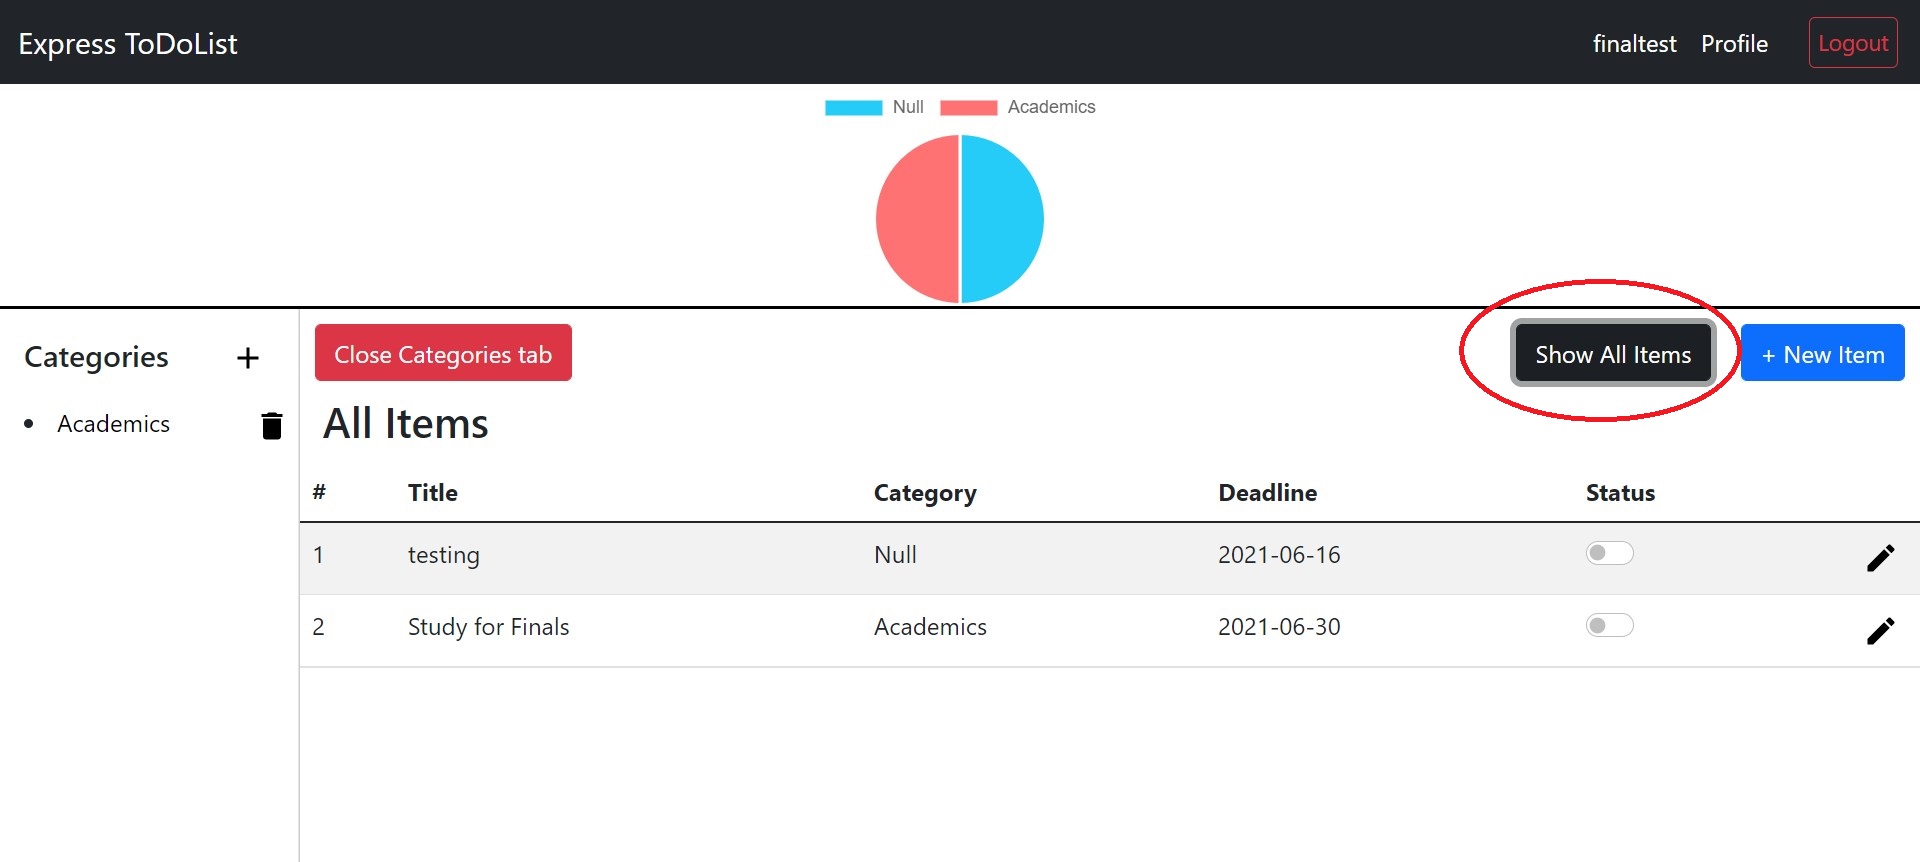 Express ToDoList finaltest Profile Logout
Null Academics
Categories + Close Categories tab Show All Items + New Item
Academics
All Items
# Title Category Deadline Status
1 testing Null 2021-06-16
2 Study for Finals Academics 2021-06-30